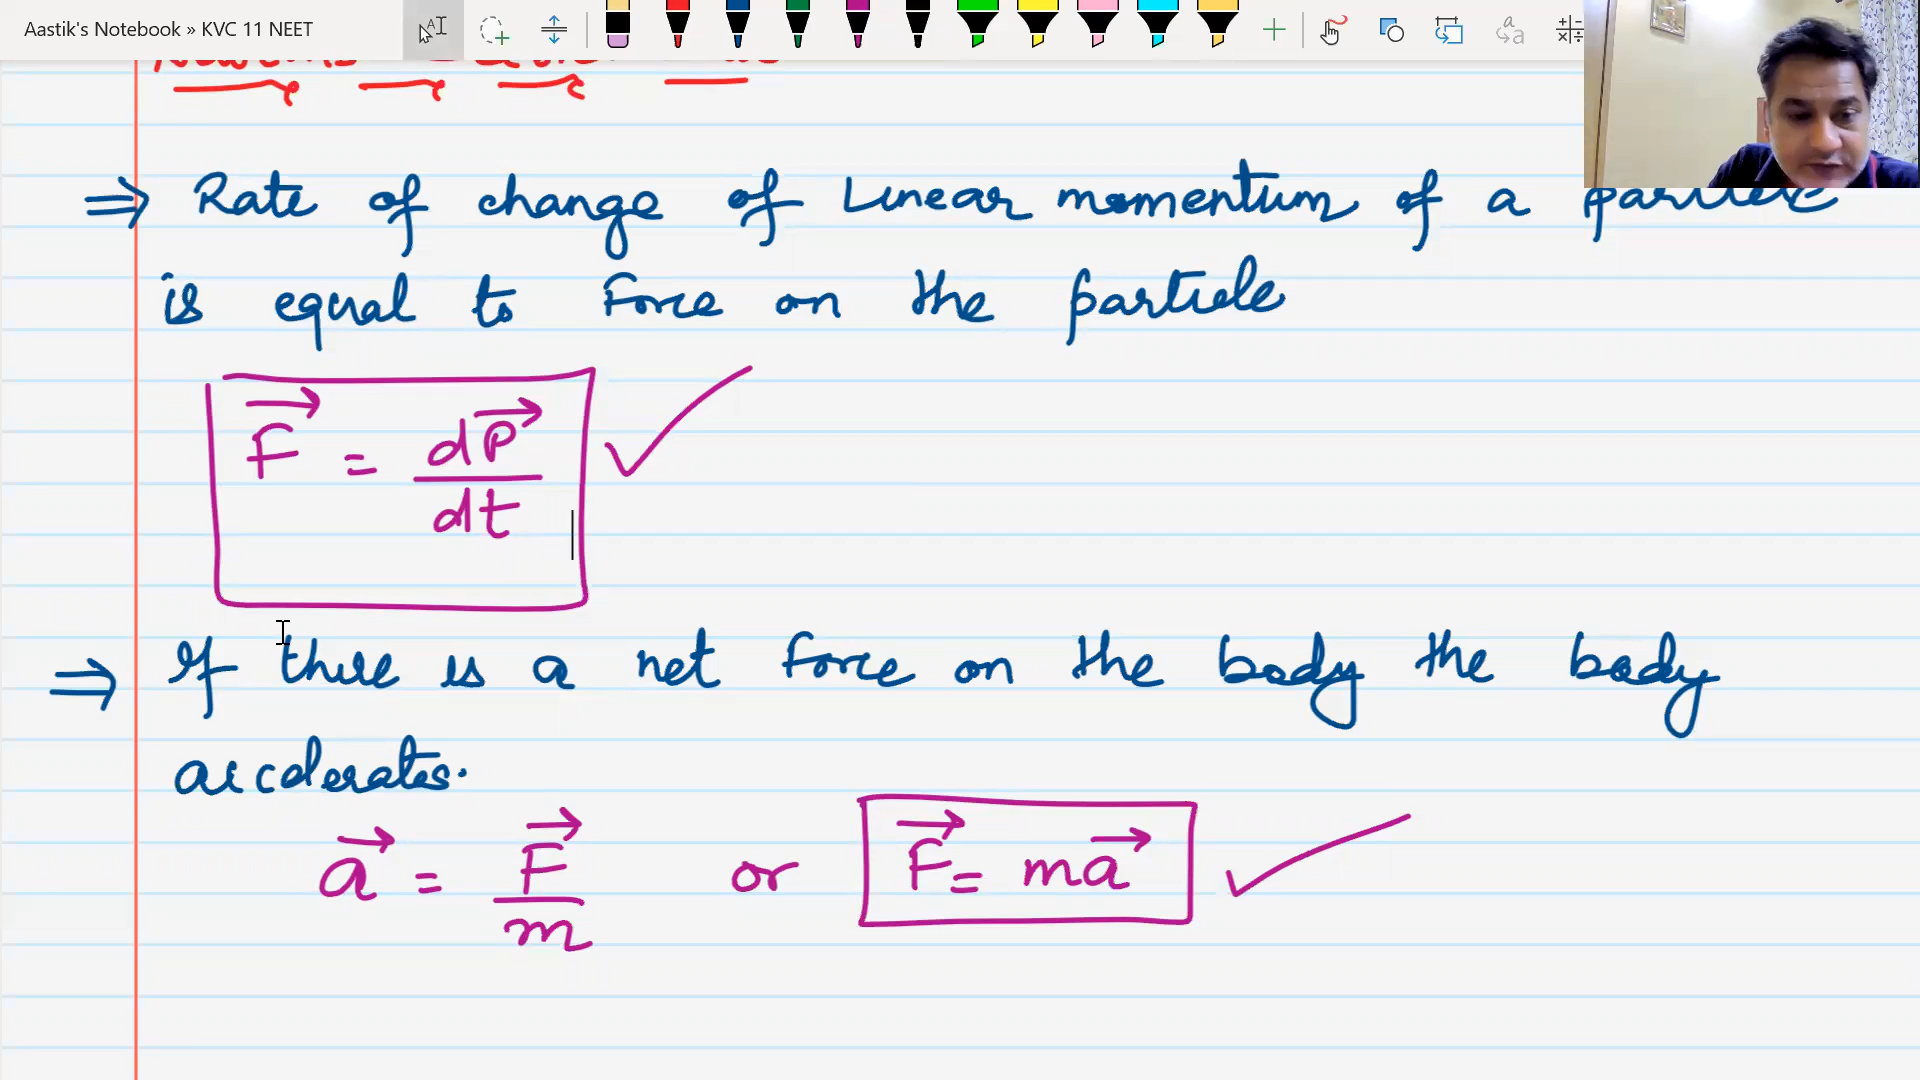 Aastik's Notebook » KVC 11 NEET
⇒ Rate of change of Linear momentum of a particle
is equal to Force on the particle
F⃗ = dP⃗/dt
⇒ If there is a net force on the body the body
accelerates.
a⃗ = F⃗/m or F⃗ = ma⃗